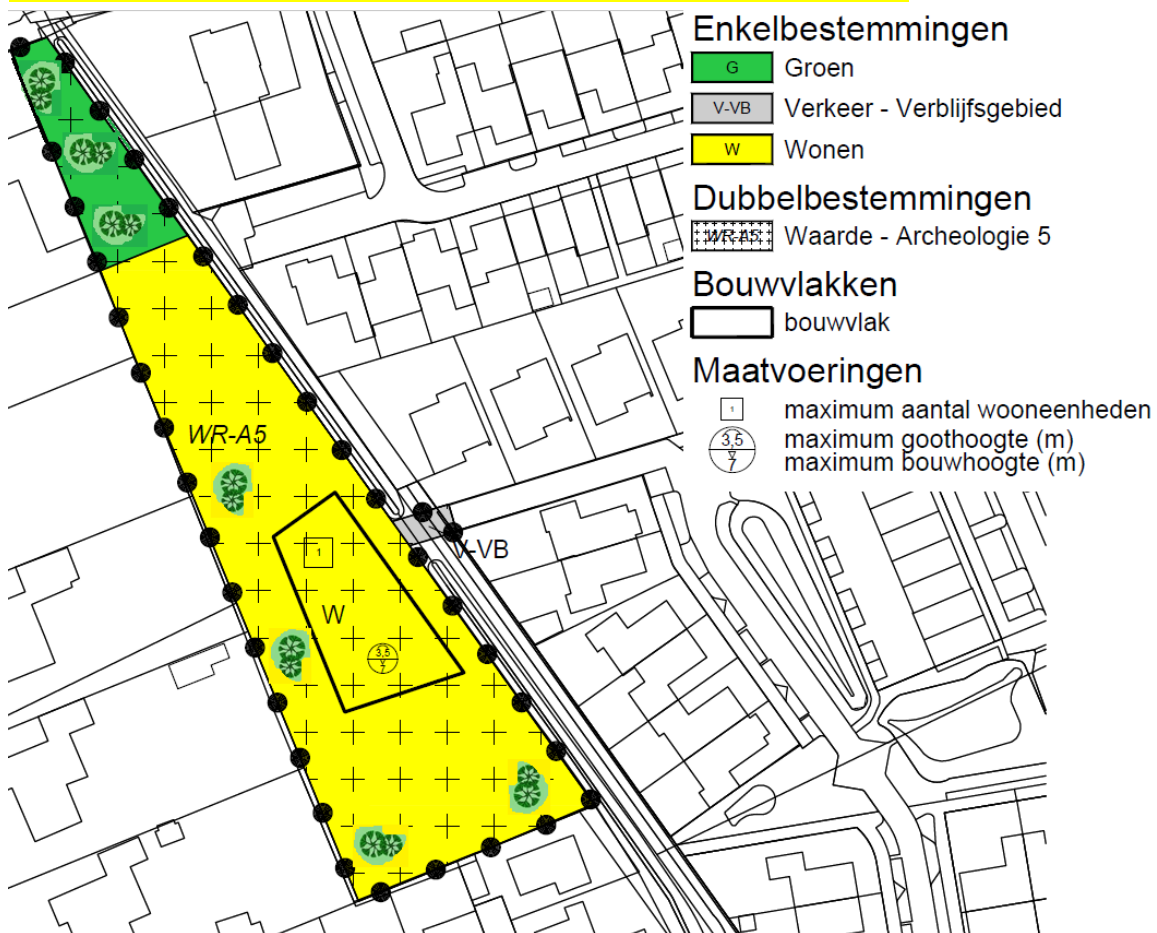 Enkelbestemmingen
G Groen
V-VB Verkeer - Verblijfsgebied
W Wonen
Dubbelbestemmingen
WR-A5 Waarde - Archeologie 5
Bouwvlakken
bouwvlak
Maatvoeringen
1 maximum aantal wooneenheden
3,5 maximum goothoogte (m)
7 maximum bouwhoogte (m)
WR-A5
V-VB
1
W
3,5
7